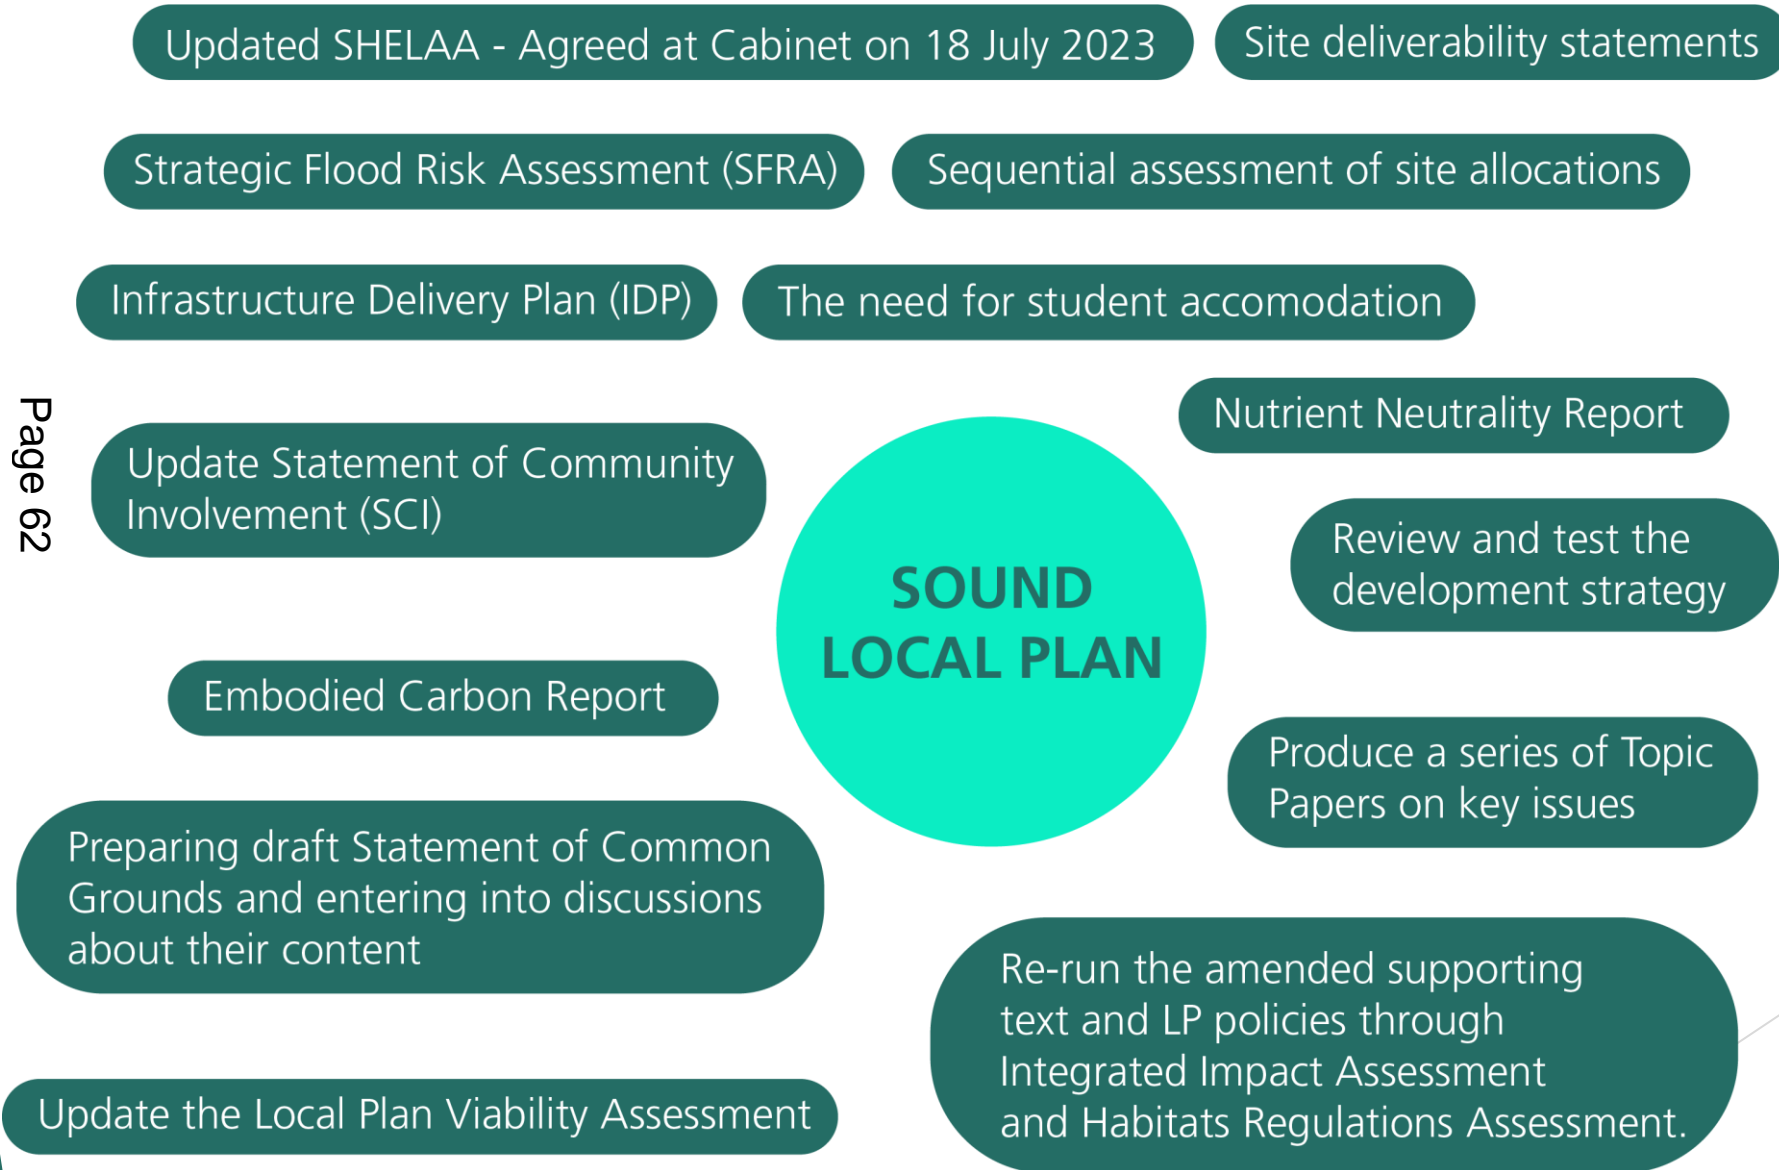 Updated SHELAA - Agreed at Cabinet on 18 July 2023
Site deliverability statements
Strategic Flood Risk Assessment (SFRA)
Sequential assessment of site allocations
Infrastructure Delivery Plan (IDP)
The need for student accomodation
Page 62
Update Statement of Community
Involvement (SCI)
Nutrient Neutrality Report
SOUND
LOCAL PLAN
Review and test the
development strategy
Embodied Carbon Report
Produce a series of Topic
Papers on key issues
Preparing draft Statement of Common
Grounds and entering into discussions
about their content
Re-run the amended supporting
text and LP policies through
Integrated Impact Assessment
and Habitats Regulations Assessment.
Update the Local Plan Viability Assessment